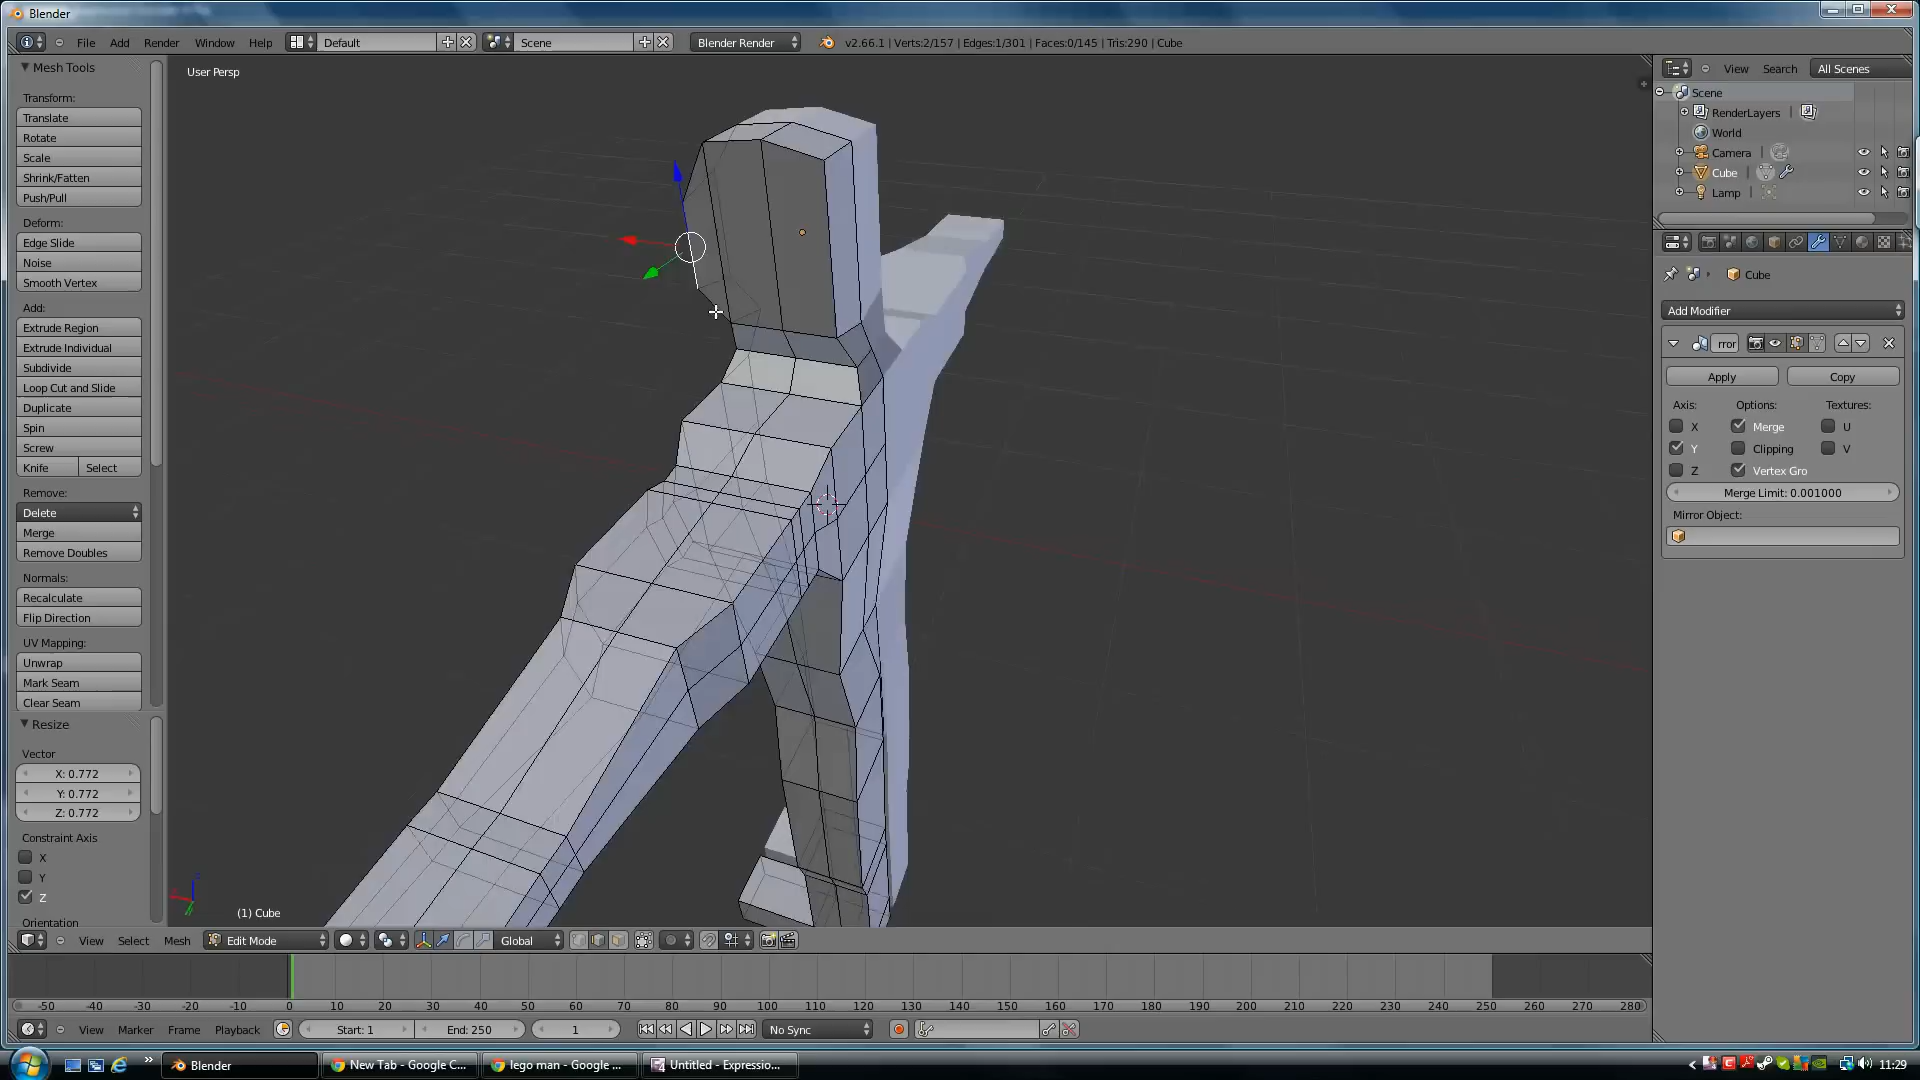 Blender
File Add Render Window Help Default Scene Blender Render v2.66.1 | Verts:2/157 | Edges:1/301 | Faces:0/145 | Tris:290 | Cube
Mesh Tools
Transform:
Translate
Rotate
Scale
Shrink/Fatten
Push/Pull
Deform:
Edge Slide
Noise
Smooth Vertex
Add:
Extrude Region
Extrude Individual
Subdivide
Loop Cut and Slide
Duplicate
Spin
Screw
Knife Select
Remove:
Delete
Merge
Remove Doubles
Normals:
Recalculate
Flip Direction
UV Mapping:
Unwrap
Mark Seam
Clear Seam
Resize
Vector
X: 0.772
Y: 0.772
Z: 0.772
Constraint Axis
X
Y
Z
Orientation
User Persp
(1) Cube
View Select Mesh Edit Mode Global
View Search All Scenes
Scene
RenderLayers
World
Camera
Cube
Lamp
Cube
Add Modifier
rror
Apply Copy
Axis: Options: Textures:
X Merge U
Y Clipping V
Z Vertex Gro
Merge Limit: 0.001000
Mirror Object:
-50 -40 -30 -20 -10 0 10 20 30 40 50 60 70 80 90 100 110 120 130 140 150 160 170 180 190 200 210 220 230 240 250 260 270 280
View Marker Frame Playback Start: 1 End: 250 1 No Sync
Blender New Tab - Google C... lego man - Google ... Untitled - Expressio... 11:29